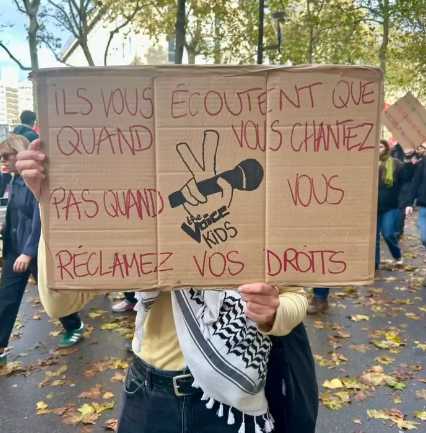 ILS VOUS ÉCOUTENT QUE
QUAND VOUS CHANTEZ
PAS QUAND VOUS
the Voice
KIDS
RÉCLAMEZ VOS DROITS